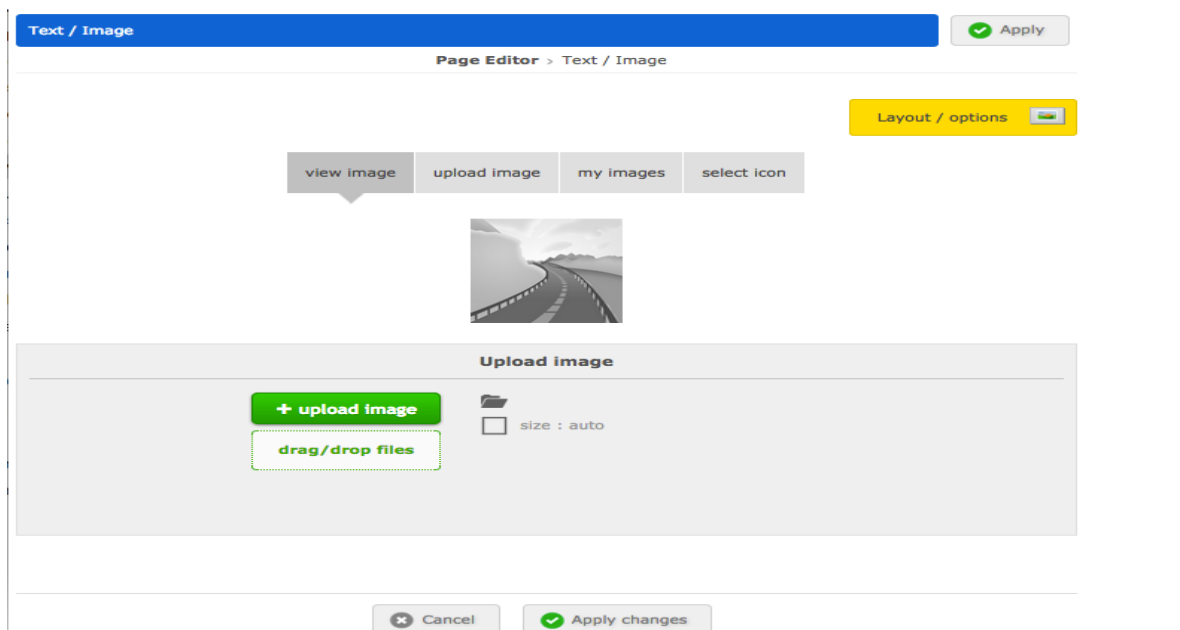 Text / Image
Apply
Page Editor > Text / Image
Layout / options
view image
upload image
my images
select icon
Upload image
+ upload image
size : auto
drag/drop files
Cancel
Apply changes